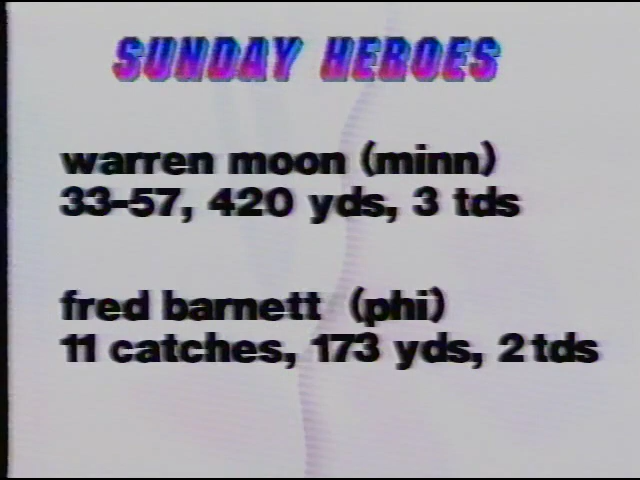 SUNDAY HEROES
warren moon (minn)
33-57, 420 yds, 3 tds
fred barnett (phi)
11 catches, 173 yds, 2 tds